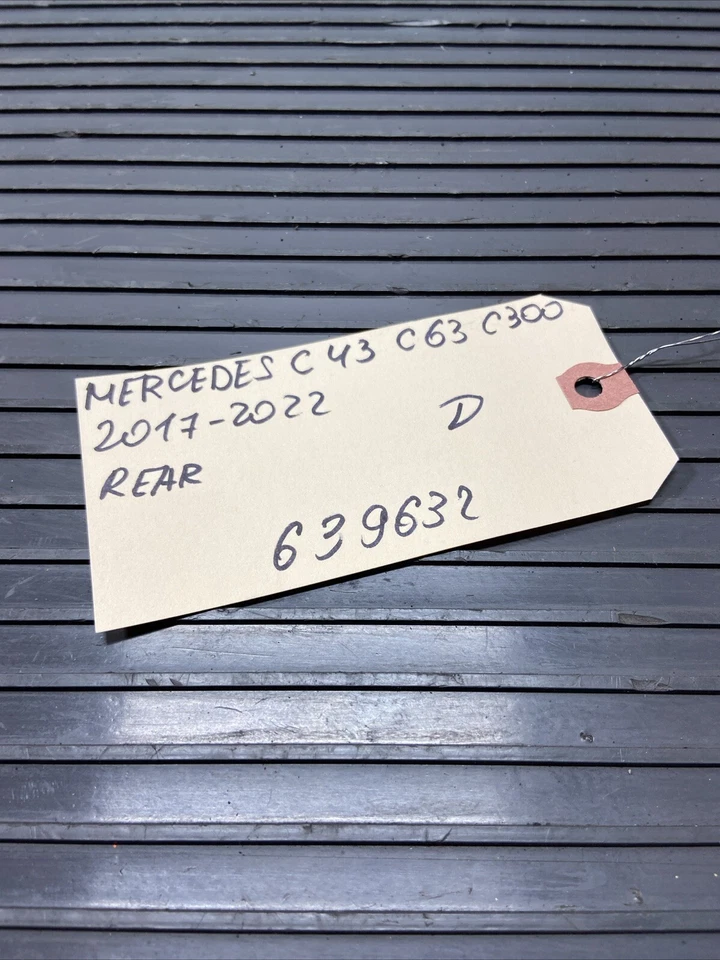 MERCEDES C 43 C 63 C300
2017-2022 D
REAR
639632